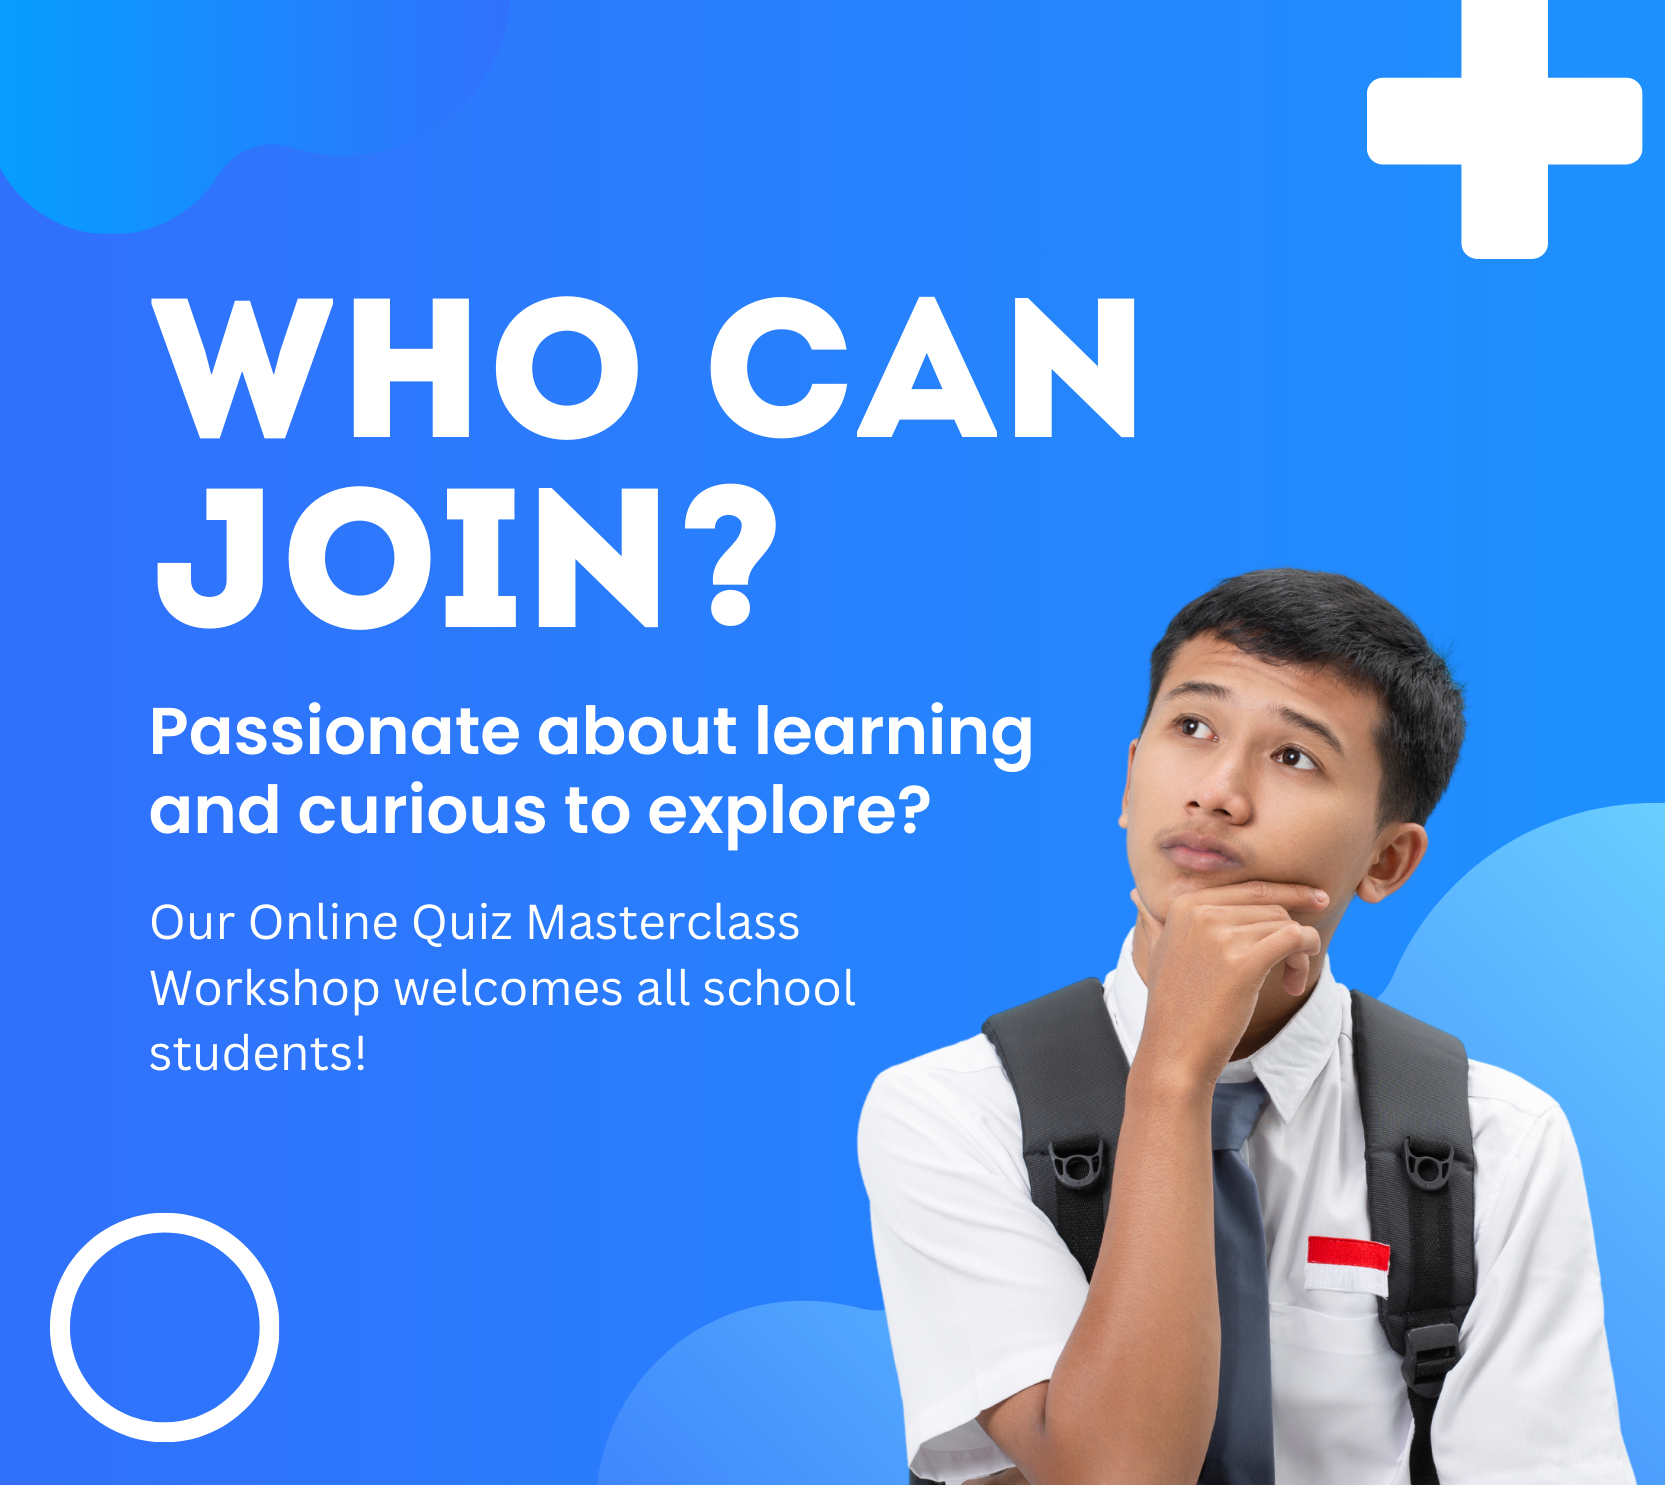 WHO CAN
JOIN?
Passionate about learning
and curious to explore?
Our Online Quiz Masterclass
Workshop welcomes all school
students!